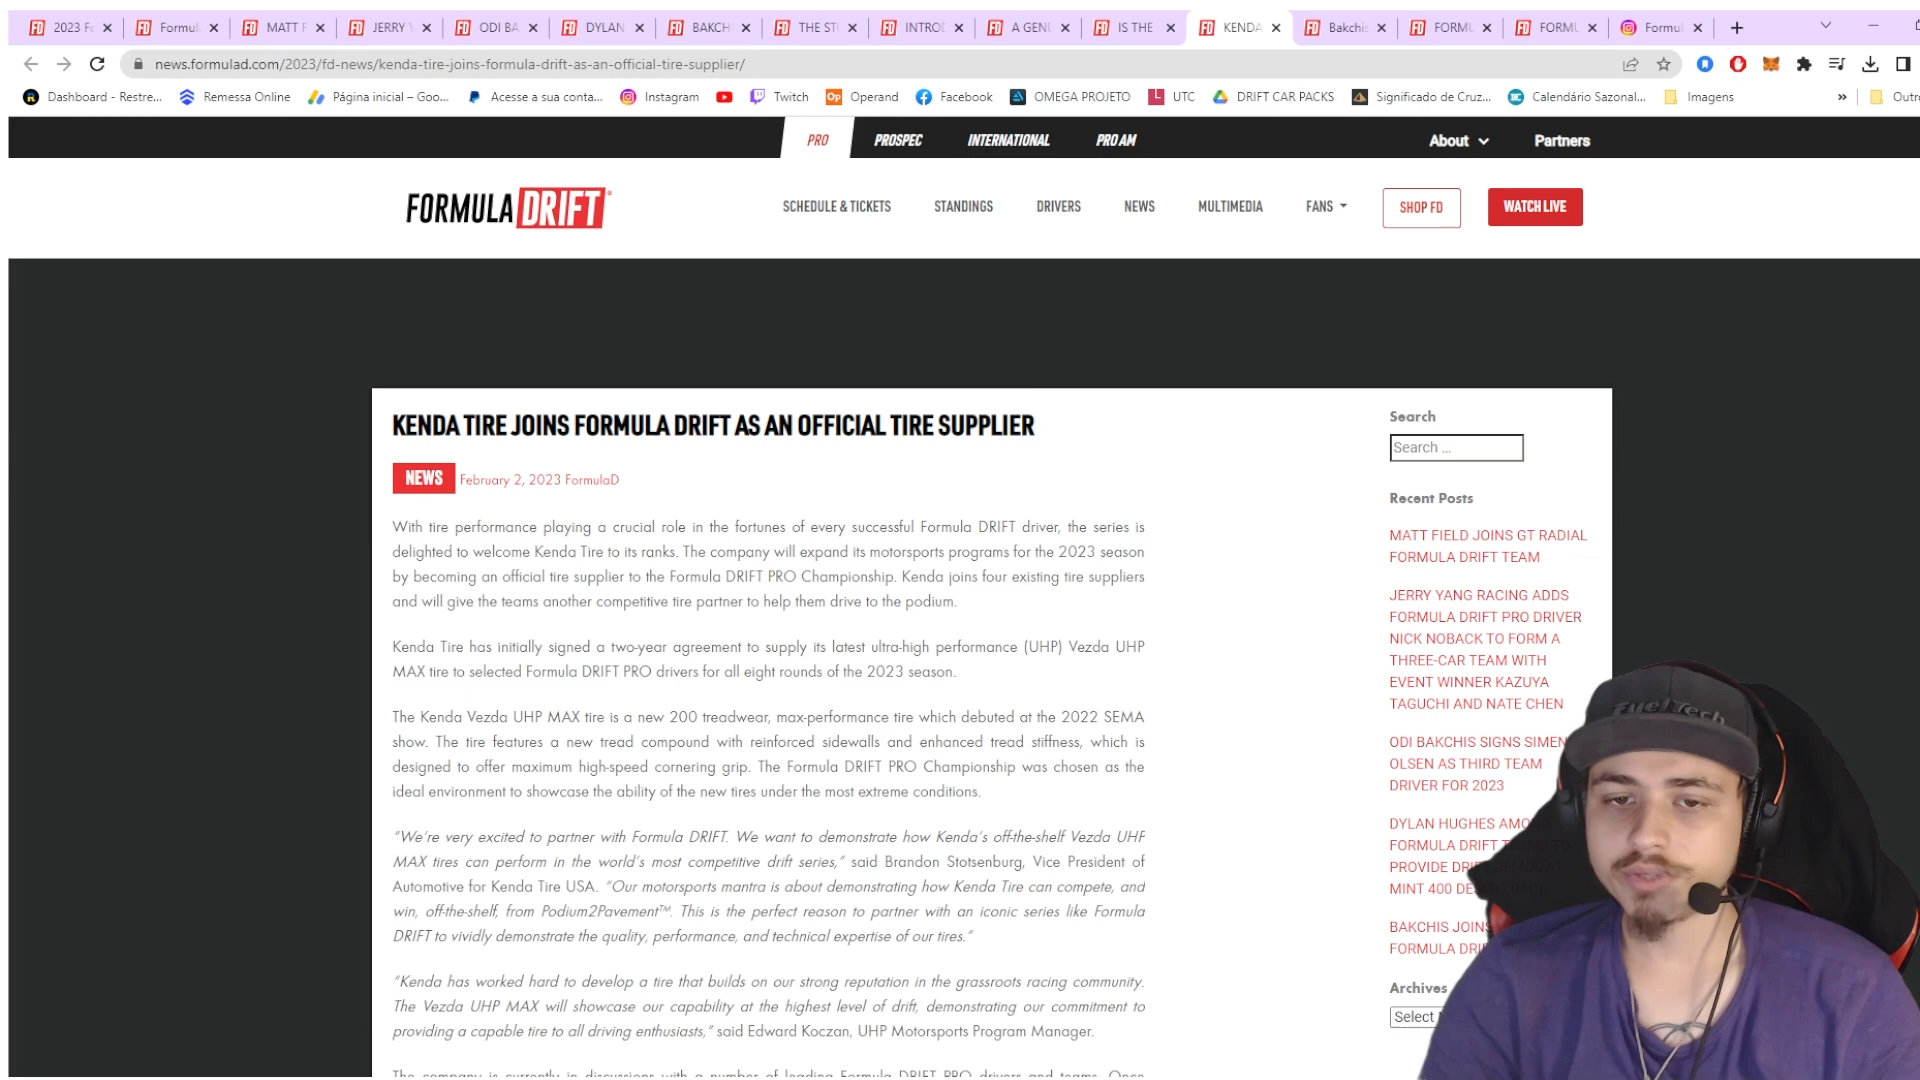 2023 Fo
Formul
MATT F
JERRY Y
ODI BA
DYLAN
BAKCHI
THE STO
INTROD
A GENU
IS THE
KENDA
Bakchis
FORMU
FORMU
Formul
news.formulad.com/2023/fd-news/kenda-tire-joins-formula-drift-as-an-official-tire-supplier/
Dashboard - Restre...
Remessa Online
Página inicial – Goo...
Acesse a sua conta...
Instagram
Twitch
Operand
Facebook
OMEGA PROJETO
UTC
DRIFT CAR PACKS
Significado de Cruz...
Calendário Sazonal...
Imagens
»
Outro
PRO
PROSPEC
INTERNATIONAL
PRO AM
About
Partners
FORMULA DRIFT
SCHEDULE & TICKETS
STANDINGS
DRIVERS
NEWS
MULTIMEDIA
FANS
SHOP FD
WATCH LIVE
KENDA TIRE JOINS FORMULA DRIFT AS AN OFFICIAL TIRE SUPPLIER
NEWS February 2, 2023 FormulaD
With tire performance playing a crucial role in the fortunes of every successful Formula DRIFT driver, the series is
delighted to welcome Kenda Tire to its ranks. The company will expand its motorsports programs for the 2023 season
by becoming an official tire supplier to the Formula DRIFT PRO Championship. Kenda joins four existing tire suppliers
and will give the teams another competitive tire partner to help them drive to the podium.
Kenda Tire has initially signed a two-year agreement to supply its latest ultra-high performance (UHP) Vezda UHP
MAX tire to selected Formula DRIFT PRO drivers for all eight rounds of the 2023 season.
The Kenda Vezda UHP MAX tire is a new 200 treadwear, max-performance tire which debuted at the 2022 SEMA
show. The tire features a new tread compound with reinforced sidewalls and enhanced tread stiffness, which is
designed to offer maximum high-speed cornering grip. The Formula DRIFT PRO Championship was chosen as the
ideal environment to showcase the ability of the new tires under the most extreme conditions.
“We’re very excited to partner with Formula DRIFT. We want to demonstrate how Kenda’s off-the-shelf Vezda UHP
MAX tires can perform in the world’s most competitive drift series,” said Brandon Stotsenburg, Vice President of
Automotive for Kenda Tire USA. “Our motorsports mantra is about demonstrating how Kenda Tire can compete, and
win, off-the-shelf, from Podium2Pavement™. This is the perfect reason to partner with an iconic series like Formula
DRIFT to vividly demonstrate the quality, performance, and technical expertise of our tires.”
“Kenda has worked hard to develop a tire that builds on our strong reputation in the grassroots racing community.
The Vezda UHP MAX will showcase our capability at the highest level of drift, demonstrating our commitment to
providing a capable tire to all driving enthusiasts,” said Edward Koczan, UHP Motorsports Program Manager.
The company is currently in discussions with a number of leading Formula DRIFT PRO drivers and teams. Once
Search
Search ...
Recent Posts
MATT FIELD JOINS GT RADIAL
FORMULA DRIFT TEAM
JERRY YANG RACING ADDS
FORMULA DRIFT PRO DRIVER
NICK NOBACK TO FORM A
THREE-CAR TEAM WITH
EVENT WINNER KAZUYA
TAGUCHI AND NATE CHEN
ODI BAKCHIS SIGNS SIMEN
OLSEN AS THIRD TEAM
DRIVER FOR 2023
DYLAN HUGHES AMO
FORMULA DRIFT
PROVIDE
MINT 400
BAKCHIS JOINS
FORMULA DRI
Archives
Select
FuelTech